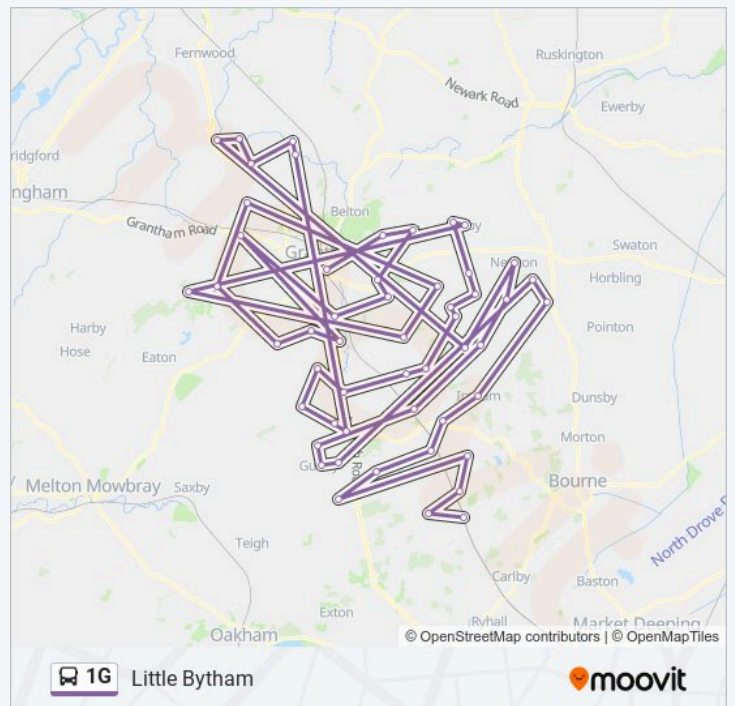 Fernwood
Ruskington
Newark Road
Ewerby
ridgford
ngham
Belton
Grantham Road
Swaton
Horbling
Harby
Hose
Eaton
Pointon
Dunsby
Morton
Melton Mowbray
Saxby
Bourne
North Drove
Teigh
Carlby
Baston
Exton
Ryhall
Market Deeping
Oakham
© OpenStreetMap contributors | © OpenMapTiles
1G
Little Bytham
moovit